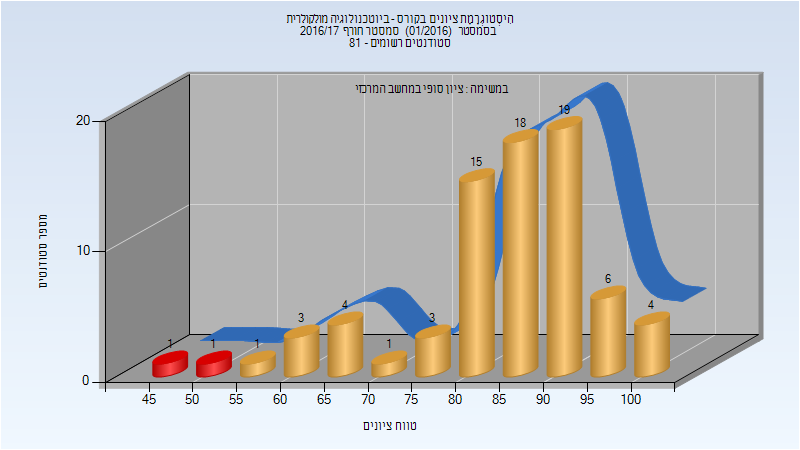 היסטוגרמת ציונים בקורס - ביוטכנולוגיה מולקולרית
בסמסטר (01/2016) סמסטר חורף 2016/17
סטודנטים רשומים - 81
במשימה : ציון סופי במחשב המרכזי
מספר סטודנטים
20
10
0
1 1 1 3 4 1 3 15 18 19 6 4
45 50 55 60 65 70 75 80 85 90 95 100
טווח ציונים